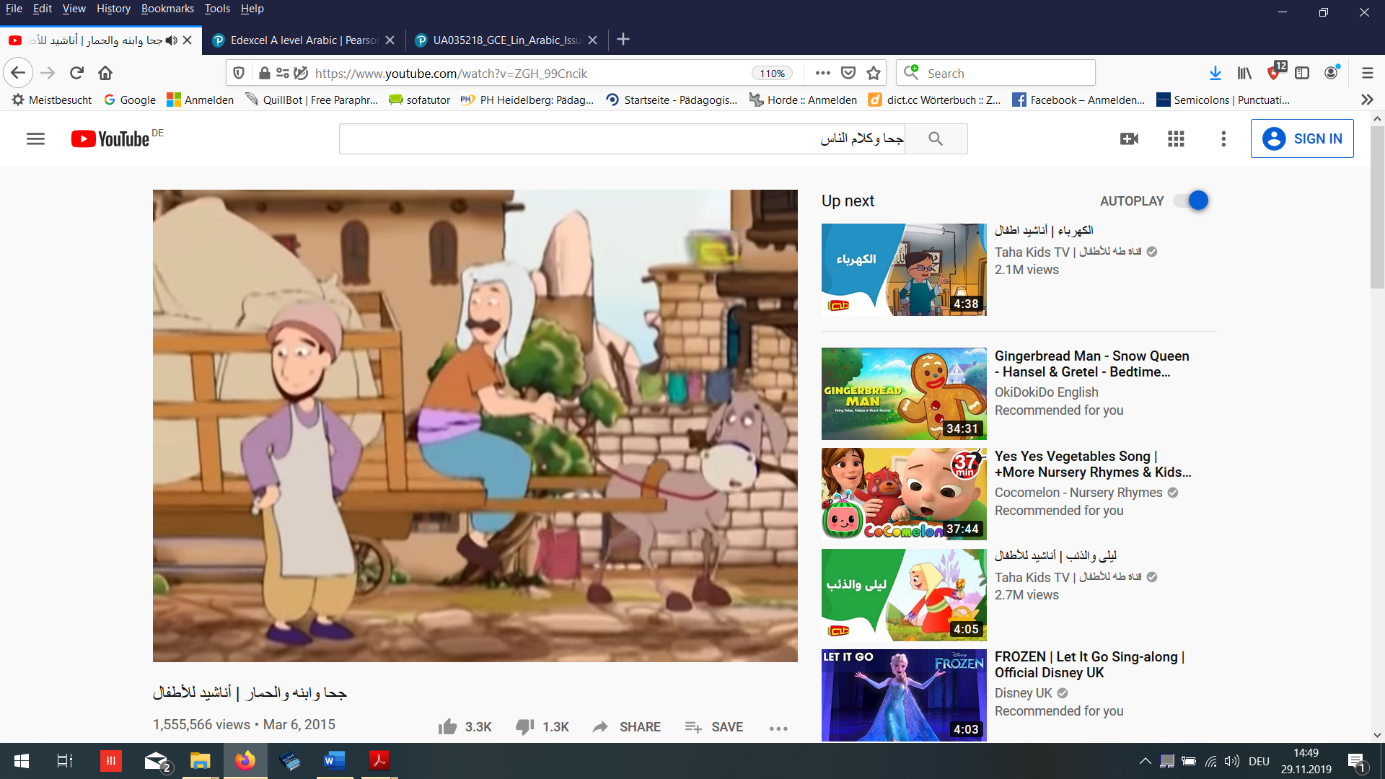 File Edit View History Bookmarks Tools Help
جحا وابنه والحمار | أناشيد للأط
Edexcel A level Arabic | Pearso
UA035218_GCE_Lin_Arabic_Issu
https://www.youtube.com/watch?v=ZGH_99Cncik
110%
Search
12
Meistbesucht Google Anmelden QuillBot | Free Paraphr... sofatutor PH Heidelberg: Pädag... Startseite - Pädagogis... Horde :: Anmelden dict.cc Wörterbuch :: Z... Facebook – Anmelden... Semicolons | Punctuati...
YouTube DE
جحا وكلام الناس
SIGN IN
Up next
AUTOPLAY
الكهرباء
4:38
الكهرباء | أناشيد اطفال
Taha Kids TV | قناة طه للأطفال
2.1M views
GINGERBREAD
MAN
34:31
Gingerbread Man - Snow Queen
- Hansel & Gretel - Bedtime...
OkiDokiDo English
Recommended for you
37
min
CoComelon
37:44
Yes Yes Vegetables Song |
+More Nursery Rhymes & Kids...
Cocomelon - Nursery Rhymes
Recommended for you
ليلى والذئب
4:05
ليلى والذئب | أناشيد للأطفال
Taha Kids TV | قناة طه للأطفال
2.7M views
LET IT GO
Disney
FROZEN
4:03
FROZEN | Let It Go Sing-along |
Official Disney UK
Disney UK
Recommended for you
جحا وابنه والحمار | أناشيد للأطفال
1,555,566 views • Mar 6, 2015
3.3K 1.3K SHARE SAVE
2
DEU
14:49
29.11.2019
1